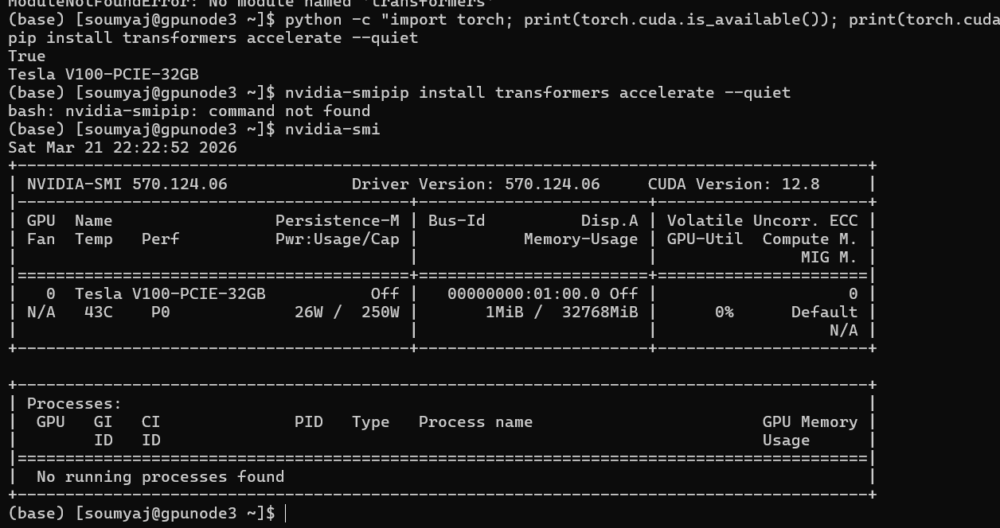 ModuleNotFoundError: No module named 'transformers'
(base) [soumyaj@gpunode3 ~]$ python -c "import torch; print(torch.cuda.is_available()); print(torch.cuda
pip install transformers accelerate --quiet
True
Tesla V100-PCIE-32GB
(base) [soumyaj@gpunode3 ~]$ nvidia-smipip install transformers accelerate --quiet
bash: nvidia-smipip: command not found
(base) [soumyaj@gpunode3 ~]$ nvidia-smi
Sat Mar 21 22:22:52 2026
+-----------------------------------------------------------------------------------------+
| NVIDIA-SMI 570.124.06             Driver Version: 570.124.06     CUDA Version: 12.8     |
|-----------------------------------------+------------------------+----------------------+
| GPU  Name                 Persistence-M | Bus-Id          Disp.A | Volatile Uncorr. ECC |
| Fan  Temp   Perf          Pwr:Usage/Cap |           Memory-Usage | GPU-Util  Compute M. |
|                                         |                        |               MIG M. |
|=========================================+========================+======================|
|   0  Tesla V100-PCIE-32GB           Off |   00000000:01:00.0 Off |                    0 |
| N/A   43C    P0             26W /  250W |       1MiB /  32768MiB |      0%      Default |
|                                         |                        |                  N/A |
+-----------------------------------------+------------------------+----------------------+

+-----------------------------------------------------------------------------------------+
| Processes:                                                                              |
|  GPU   GI   CI              PID   Type   Process name                        GPU Memory |
|        ID   ID                                                               Usage      |
|=========================================================================================|
|  No running processes found                                                             |
+-----------------------------------------------------------------------------------------+
(base) [soumyaj@gpunode3 ~]$